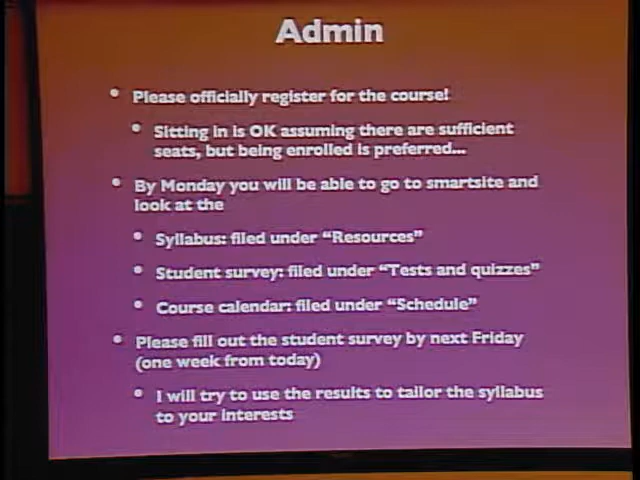 Admin
• Please officially register for the course!
• Sitting in is OK assuming there are sufficient
seats, but being enrolled is preferred...
• By Monday you will be able to go to smartsite and
look at the
• Syllabus: filed under “Resources”
• Student survey: filed under “Tests and quizzes”
• Course calendar: filed under “Schedule”
• Please fill out the student survey by next Friday
(one week from today)
• I will try to use the results to tailor the syllabus
to your interests